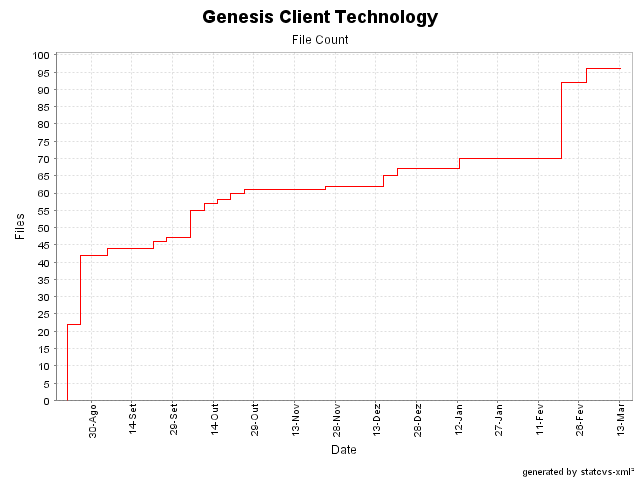 Genesis Client Technology
File Count
100
95
90
85
80
75
70
65
60
55
50
45
40
35
30
25
20
15
10
5
0
Files
30-Ago
14-Set
29-Set
14-Out
29-Out
13-Nov
28-Nov
13-Dez
28-Dez
12-Jan
27-Jan
11-Fev
26-Fev
13-Mar
Date
generated by statcvs-xml²